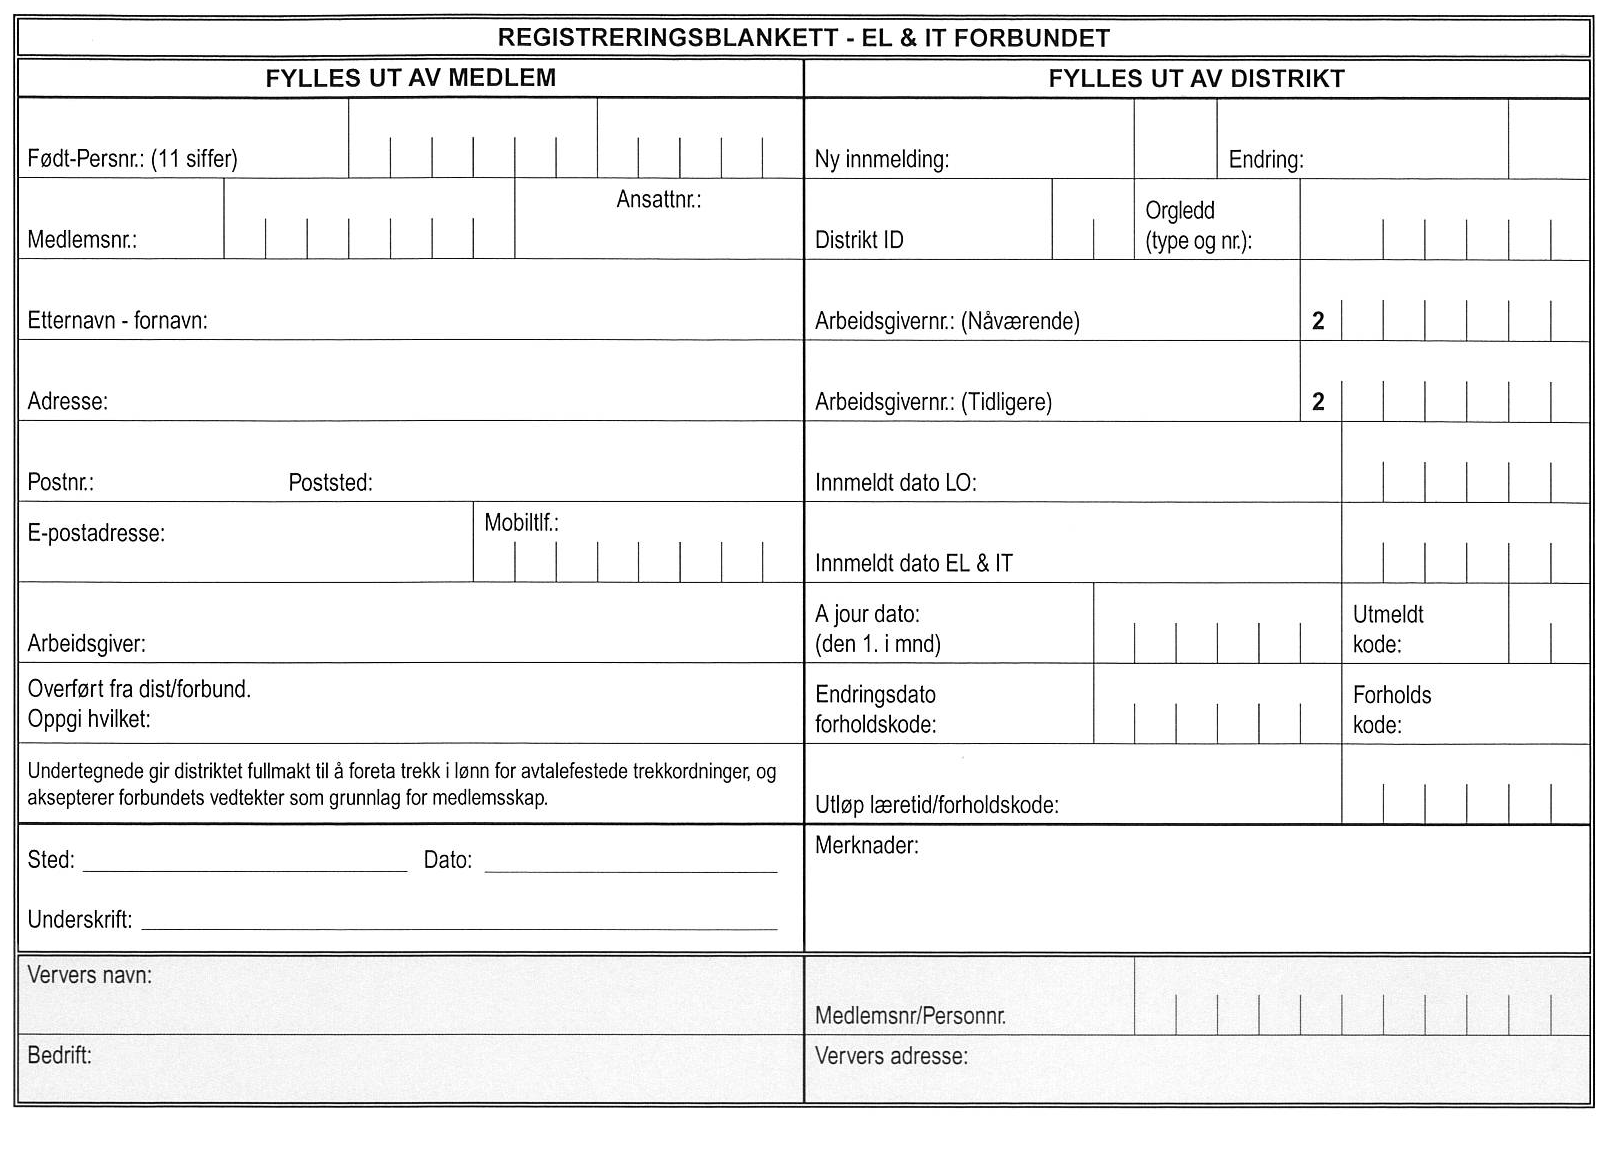 REGISTRERINGSBLANKETT - EL & IT FORBUNDET
FYLLES UT AV MEDLEM
FYLLES UT AV DISTRIKT
Født-Persnr.: (11 siffer)
Ny innmelding:
Endring:
Medlemsnr.:
Ansattnr.:
Distrikt ID
Orgledd
(type og nr.):
Etternavn - fornavn:
Arbeidsgivernr.: (Nåværende)
2
Adresse:
Arbeidsgivernr.: (Tidligere)
2
Postnr.:
Poststed:
Innmeldt dato LO:
E-postadresse:
Mobiltlf.:
Innmeldt dato EL & IT
Arbeidsgiver:
A jour dato:
(den 1. i mnd)
Utmeldt
kode:
Overført fra dist/forbund.
Oppgi hvilket:
Endringsdato
forholdskode:
Forholds
kode:
Undertegnede gir distriktet fullmakt til å foreta trekk i lønn for avtalefestede trekkordninger, og
aksepterer forbundets vedtekter som grunnlag for medlemsskap.
Utløp læretid/forholdskode:
Sted:
Dato:
Underskrift:
Merknader:
Ververs navn:
Medlemsnr/Personnr.
Bedrift:
Ververs adresse: